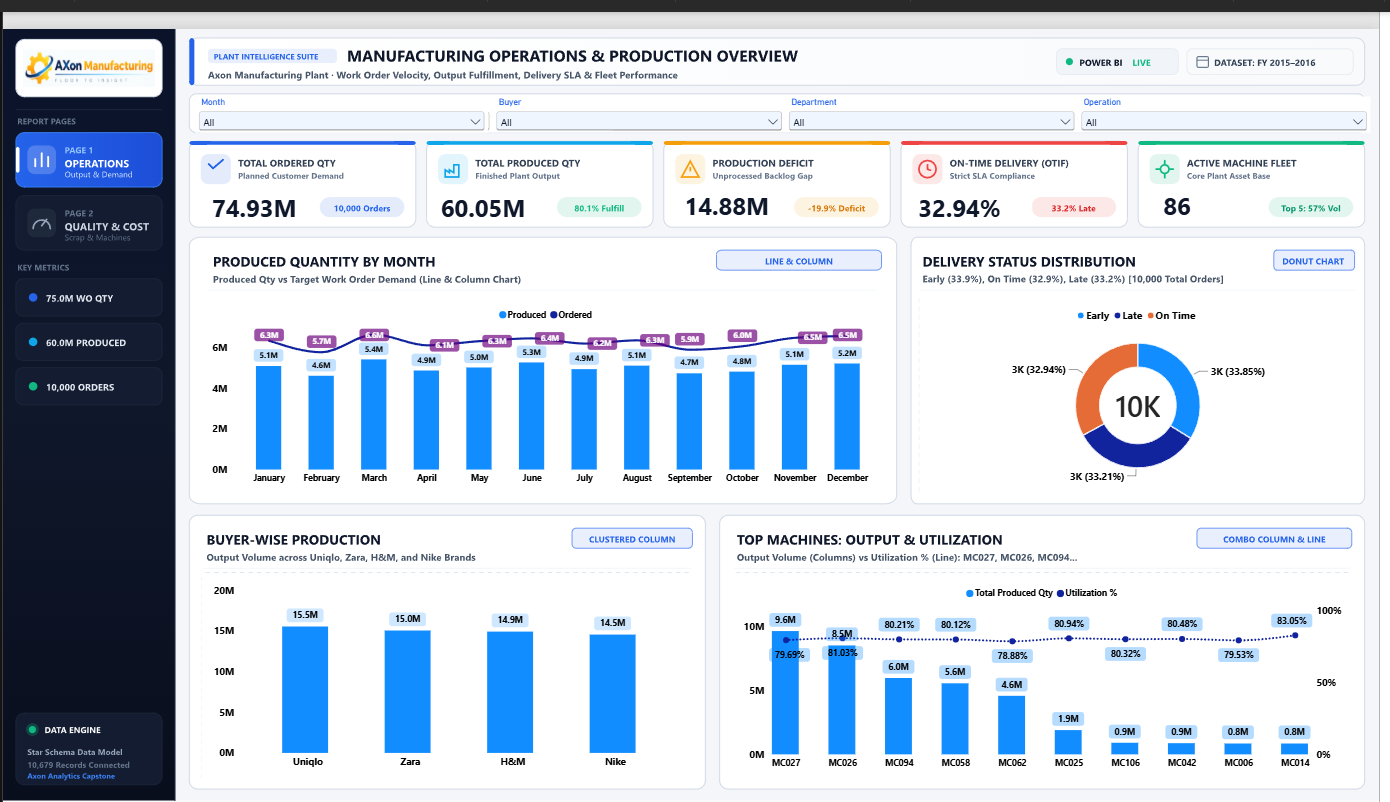 AXon Manufacturing
FLOOR TO INSIGHT
REPORT PAGES
PAGE 1
OPERATIONS
Output & Demand
PAGE 2
QUALITY & COST
Scrap & Machines
KEY METRICS
75.0M WO QTY
60.0M PRODUCED
10,000 ORDERS
DATA ENGINE
Star Schema Data Model
10,679 Records Connected
Axon Analytics Capstone
PLANT INTELLIGENCE SUITE
MANUFACTURING OPERATIONS & PRODUCTION OVERVIEW
Axon Manufacturing Plant · Work Order Velocity, Output Fulfillment, Delivery SLA & Fleet Performance
POWER BI LIVE
DATASET: FY 2015–2016
Month Buyer Department Operation
All All All All
TOTAL ORDERED QTY
Planned Customer Demand
74.93M 10,000 Orders
TOTAL PRODUCED QTY
Finished Plant Output
60.05M 80.1% Fulfill
PRODUCTION DEFICIT
Unprocessed Backlog Gap
14.88M -19.9% Deficit
ON-TIME DELIVERY (OTIF)
Strict SLA Compliance
32.94% 33.2% Late
ACTIVE MACHINE FLEET
Core Plant Asset Base
86 Top 5: 57% Vol
PRODUCED QUANTITY BY MONTH
LINE & COLUMN
Produced Qty vs Target Work Order Demand (Line & Column Chart)
Produced Ordered
6.3M 5.7M 6.6M 6.1M 6.3M 6.4M 6.2M 6.3M 5.9M 6.0M 6.5M 6.5M
5.1M 4.6M 5.4M 4.9M 5.0M 5.3M 4.9M 5.1M 4.7M 4.8M 5.1M 5.2M
6M
4M
2M
0M
January February March April May June July August September October November December
DELIVERY STATUS DISTRIBUTION
DONUT CHART
Early (33.9%), On Time (32.9%), Late (33.2%) [10,000 Total Orders]
Early Late On Time
3K (32.94%)
3K (33.85%)
10K
3K (33.21%)
BUYER-WISE PRODUCTION
CLUSTERED COLUMN
Output Volume across Uniqlo, Zara, H&M, and Nike Brands
20M
15M
10M
5M
0M
15.5M 15.0M 14.9M 14.5M
Uniqlo Zara H&M Nike
TOP MACHINES: OUTPUT & UTILIZATION
COMBO COLUMN & LINE
Output Volume (Columns) vs Utilization % (Line): MC027, MC026, MC094...
Total Produced Qty Utilization %
10M
5M
0M
9.6M 8.5M 6.0M 5.6M 4.6M 1.9M 0.9M 0.9M 0.8M 0.8M
79.69% 81.03% 80.21% 80.12% 78.88% 80.94% 80.32% 80.48% 79.53% 83.05%
100%
50%
0%
MC027 MC026 MC094 MC058 MC062 MC025 MC106 MC042 MC006 MC014